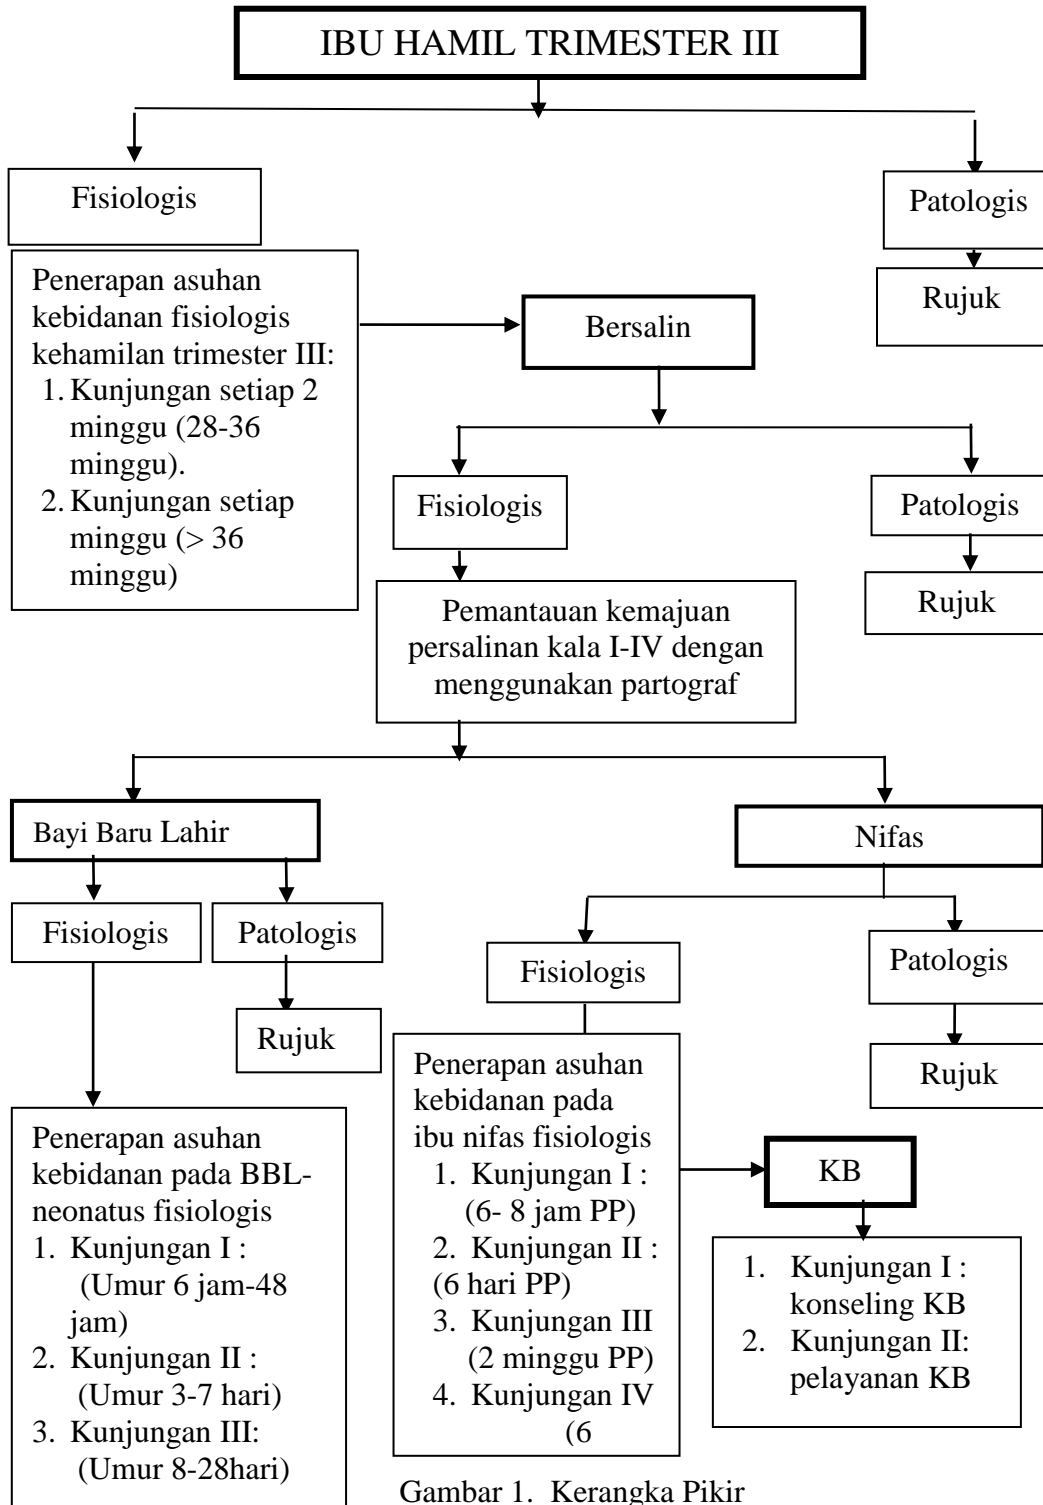 IBU HAMIL TRIMESTER III
Fisiologis
Patologis
Rujuk
Penerapan asuhan
kebidanan fisiologis
kehamilan trimester III:
1. Kunjungan setiap 2
minggu (28-36
minggu).
2. Kunjungan setiap
minggu (> 36
minggu)
Bersalin
Fisiologis
Patologis
Rujuk
Pemantauan kemajuan
persalinan kala I-IV dengan
menggunakan partograf
Bayi Baru Lahir
Nifas
Fisiologis
Patologis
Rujuk
Penerapan asuhan
kebidanan pada BBL-
neonatus fisiologis
1. Kunjungan I :
(Umur 6 jam-48
jam)
2. Kunjungan II :
(Umur 3-7 hari)
3. Kunjungan III:
(Umur 8-28hari)
Fisiologis
Patologis
Rujuk
Penerapan asuhan
kebidanan pada
ibu nifas fisiologis
1. Kunjungan I :
(6- 8 jam PP)
2. Kunjungan II :
(6 hari PP)
3. Kunjungan III
(2 minggu PP)
4. Kunjungan IV
(6
KB
1. Kunjungan I :
konseling KB
2. Kunjungan II:
pelayanan KB
Gambar 1. Kerangka Pikir